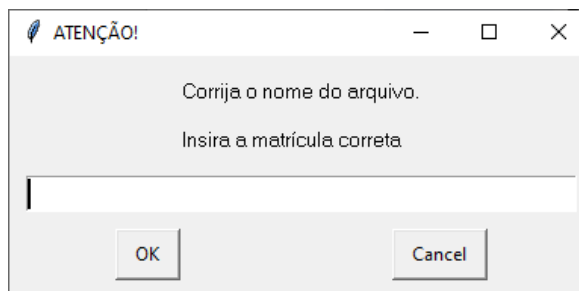 ATENÇÃO!
Corrija o nome do arquivo.
Insira a matrícula correta
OK
Cancel